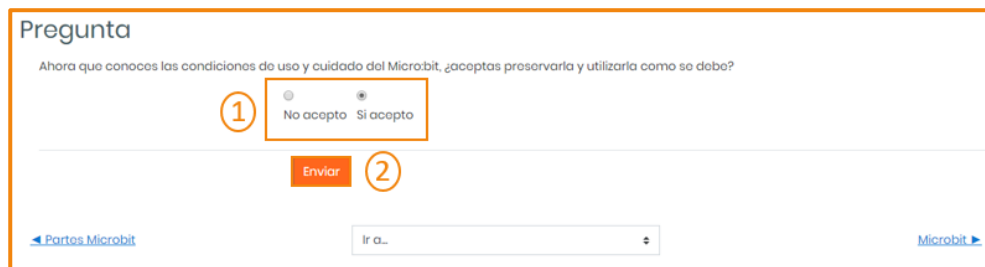 Pregunta
Ahora que conoces las condiciones de uso y cuidado del Micro:bit, ¿aceptas preservarla y utilizarla como se debe?
1
No acepto Si acepto
Enviar 2
◄ Partes Microbit Ir a... Microbit ►